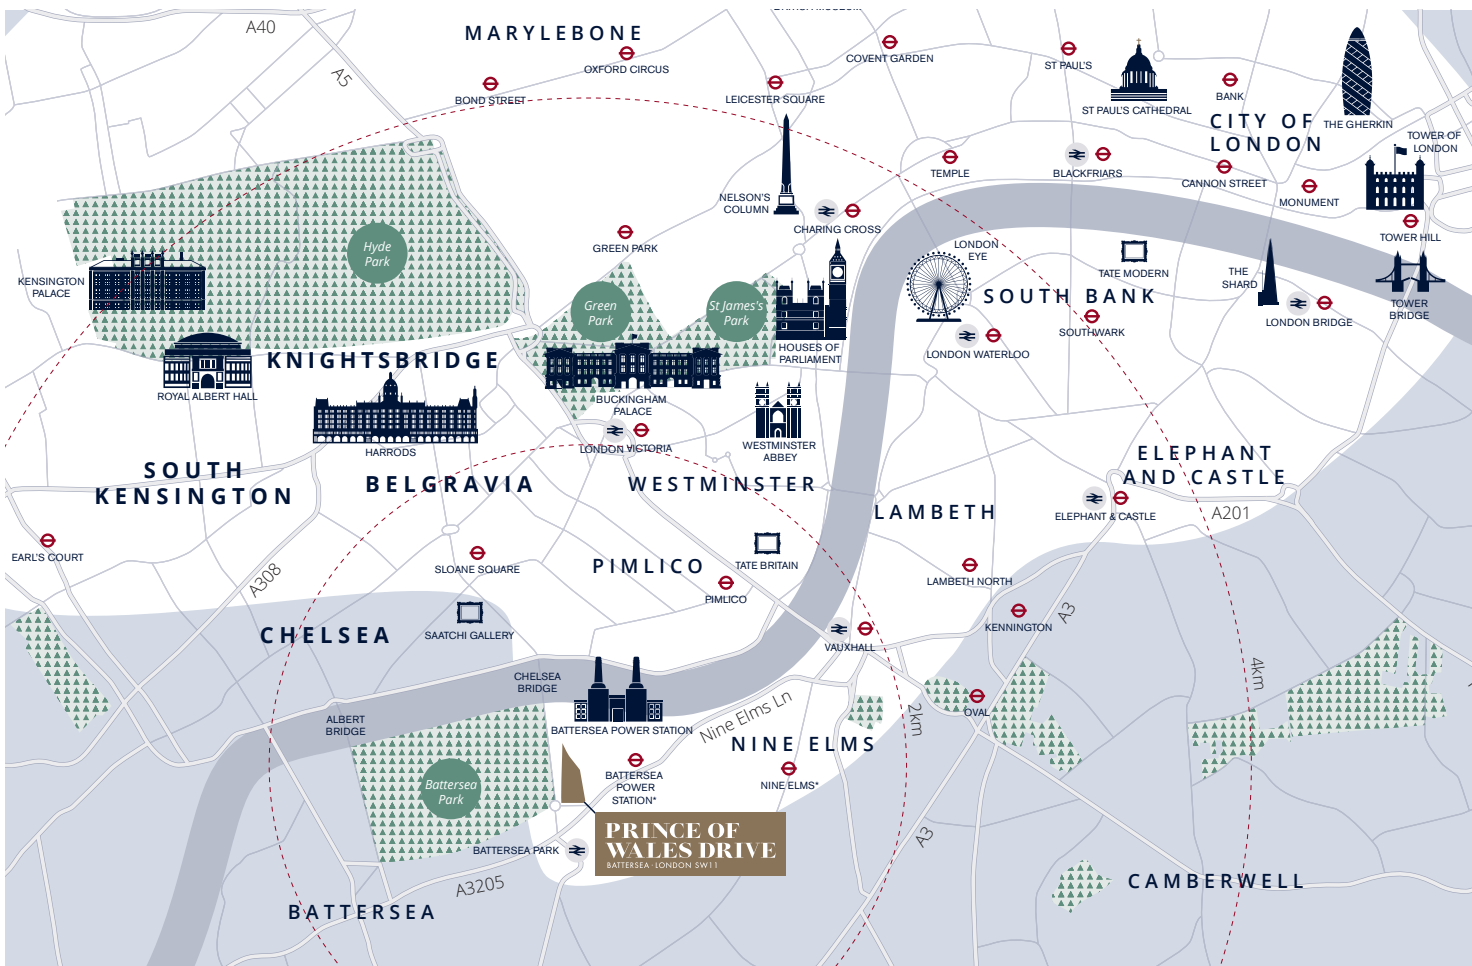 A40
MARYLEBONE
OXFORD CIRCUS
BOND STREET
A5
LEICESTER SQUARE
COVENT GARDEN
ST PAUL'S
ST PAUL'S CATHEDRAL
BANK
THE GHERKIN
CITY OF
LONDON
TOWER OF
LONDON
TEMPLE
BLACKFRIARS
CANNON STREET
MONUMENT
TOWER HILL
NELSON'S
COLUMN
CHARING CROSS
GREEN PARK
Hyde
Park
KENSINGTON
PALACE
Green
Park
St James's
Park
LONDON
EYE
TATE MODERN
THE
SHARD
SOUTH BANK
SOUTHWARK
LONDON BRIDGE
TOWER
BRIDGE
LONDON WATERLOO
HOUSES OF
PARLIAMENT
KNIGHTSBRIDGE
ROYAL ALBERT HALL
BUCKINGHAM
PALACE
HARRODS
LONDON VICTORIA
WESTMINSTER
ABBEY
SOUTH
KENSINGTON
BELGRAVIA
WESTMINSTER
ELEPHANT
AND CASTLE
ELEPHANT & CASTLE
A201
LAMBETH
EARL'S COURT
SLOANE SQUARE
A308
PIMLICO
TATE BRITAIN
PIMLICO
LAMBETH NORTH
KENNINGTON
A3
CHELSEA
SAATCHI GALLERY
VAUXHALL
CHELSEA
BRIDGE
4km
ALBERT
BRIDGE
BATTERSEA POWER STATION
Nine Elms Ln
2km
OVAL
NINE ELMS
BATTERSEA
POWER
STATION*
NINE ELMS*
Battersea
Park
PRINCE OF
WALES DRIVE
BATTERSEA · LONDON SW11
BATTERSEA PARK
A3
A3205
CAMBERWELL
BATTERSEA